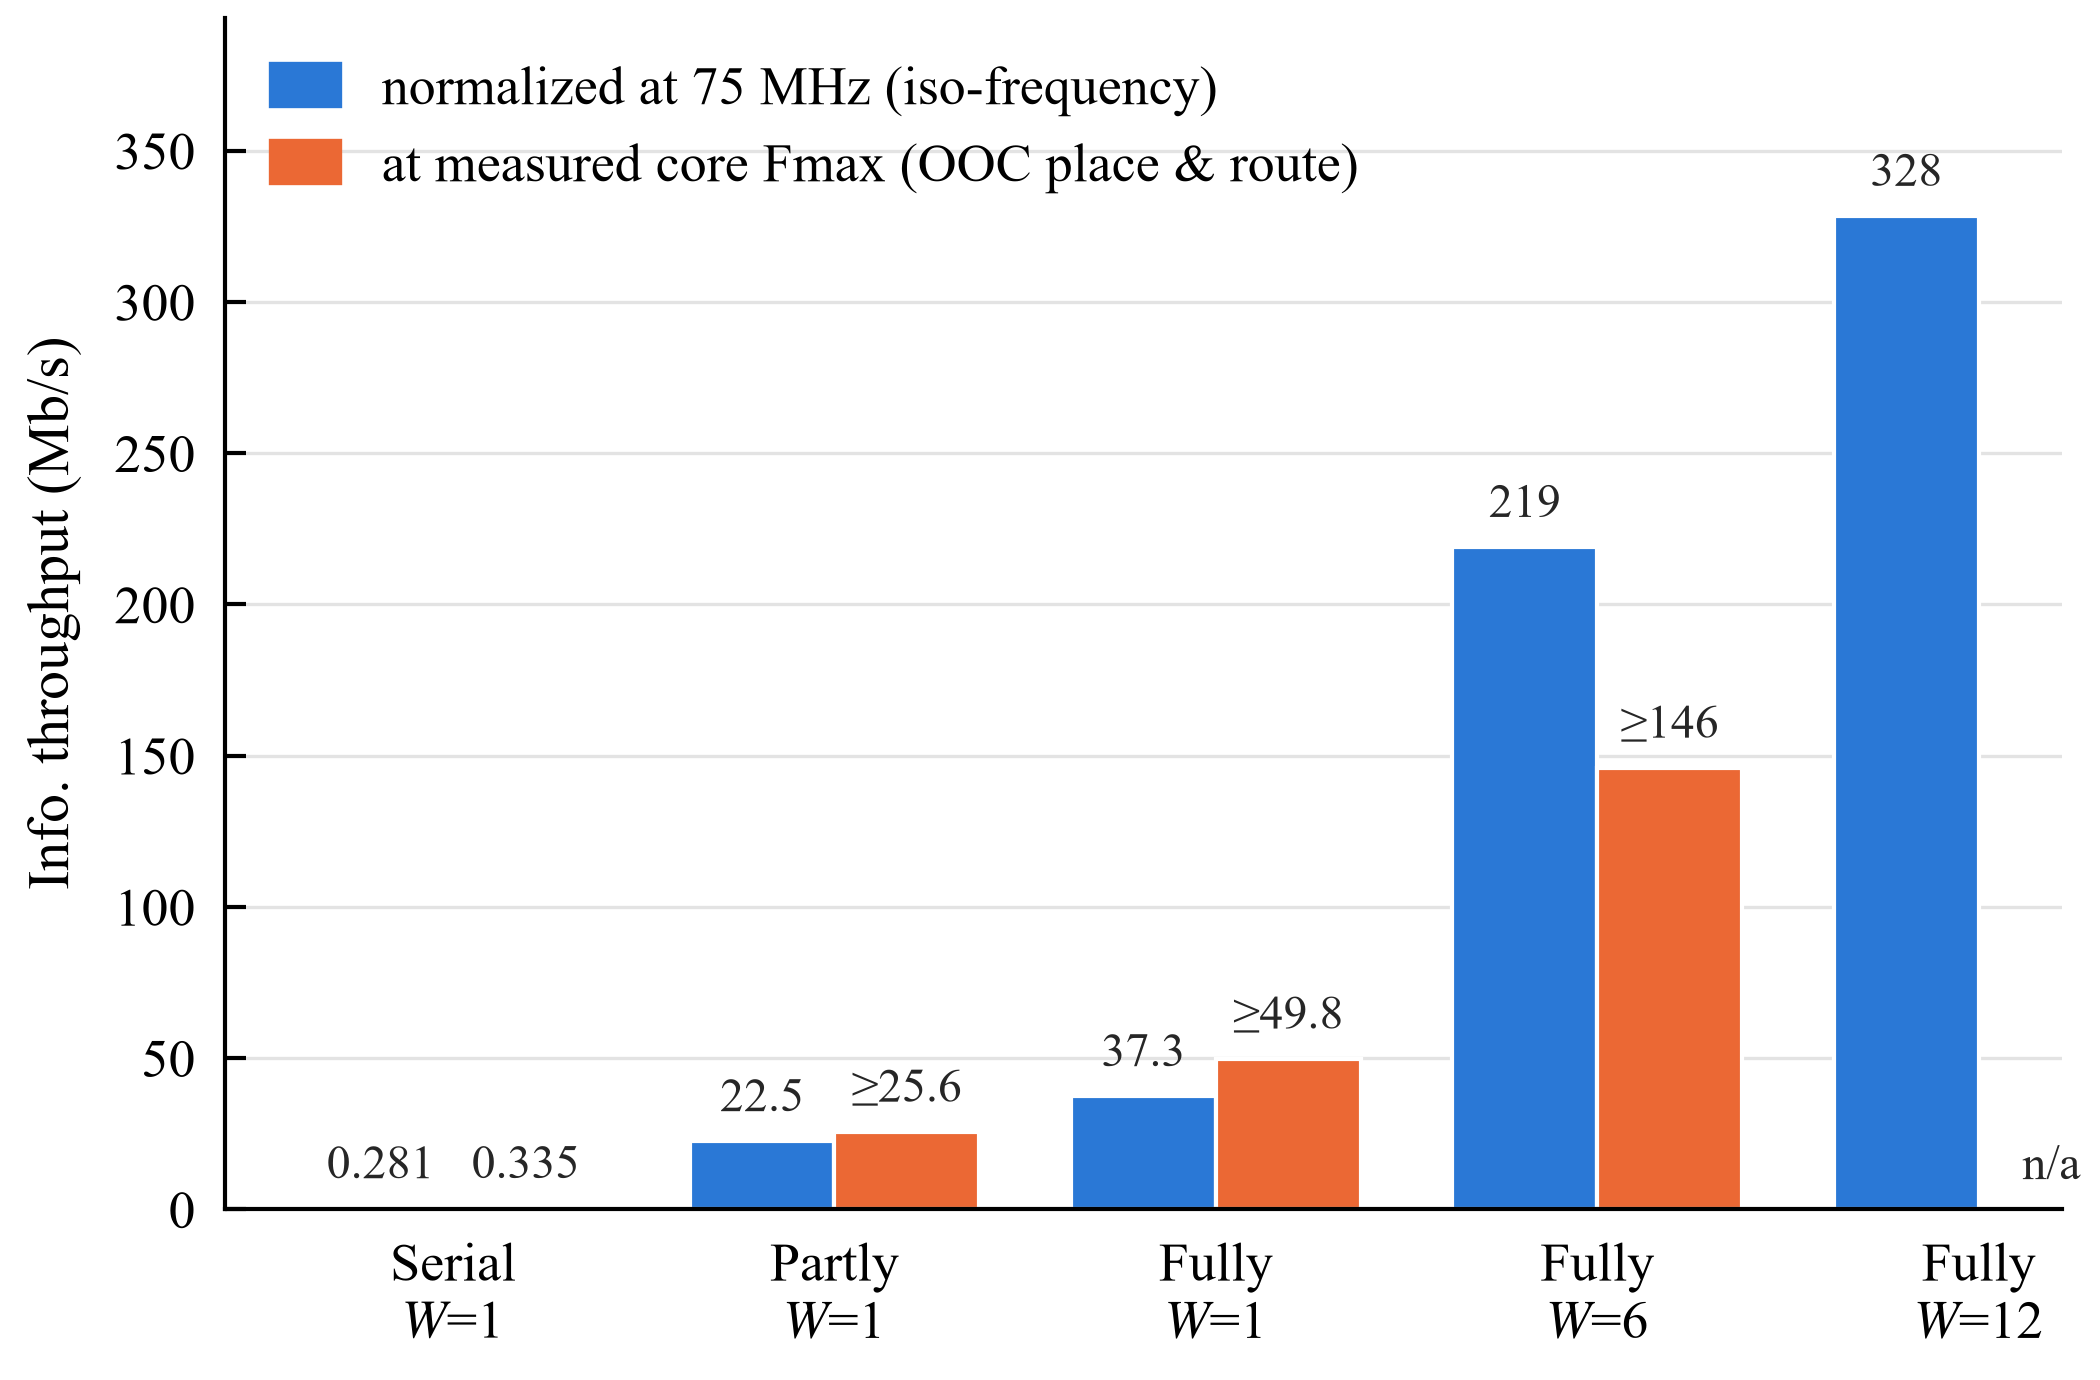 normalized at 75 MHz (iso-frequency)
at measured core Fmax (OOC place & route)
Info. throughput (Mb/s)
350
300
250
200
150
100
50
0
0.281
0.335
22.5
≥25.6
37.3
≥49.8
219
≥146
328
n/a
Serial
W=1
Partly
W=1
Fully
W=1
Fully
W=6
Fully
W=12